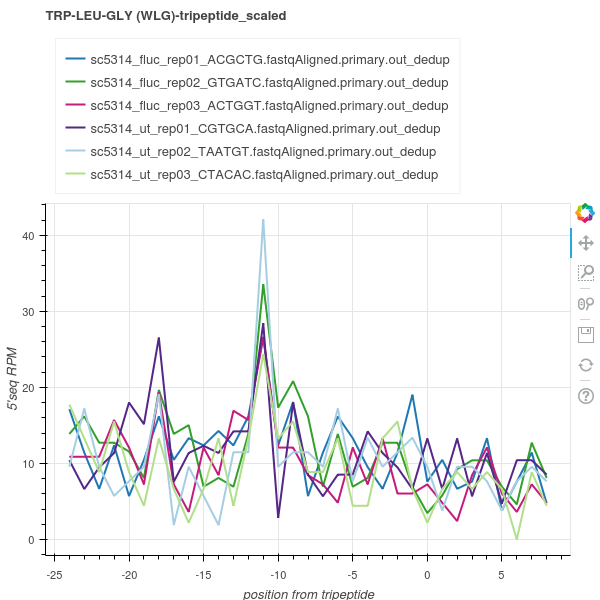 TRP-LEU-GLY (WLG)-tripeptide_scaled
sc5314_fluc_rep01_ACGCTG.fastqAligned.primary.out_dedup
sc5314_fluc_rep02_GTGATC.fastqAligned.primary.out_dedup
sc5314_fluc_rep03_ACTGGT.fastqAligned.primary.out_dedup
sc5314_ut_rep01_CGTGCA.fastqAligned.primary.out_dedup
sc5314_ut_rep02_TAATGT.fastqAligned.primary.out_dedup
sc5314_ut_rep03_CTACAC.fastqAligned.primary.out_dedup
40
30
20
10
0
5'seq RPM
-25 -20 -15 -10 -5 0 5
position from tripeptide